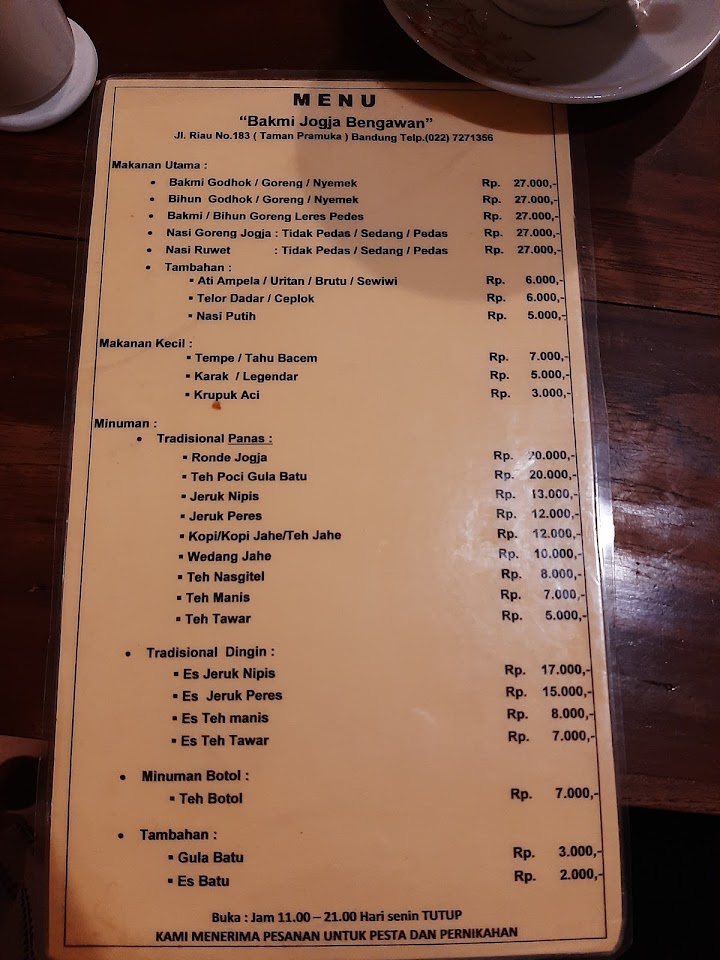 MENU
“Bakmi Jogja Bengawan”
Jl. Riau No.183 ( Taman Pramuka ) Bandung Telp.(022) 7271356
Makanan Utama :
• Bakmi Godhok / Goreng / Nyemek Rp. 27.000,-
• Bihun Godhok / Goreng / Nyemek Rp. 27.000,-
• Bakmi / Bihun Goreng Leres Pedes Rp. 27.000,-
• Nasi Goreng Jogja : Tidak Pedas / Sedang / Pedas Rp. 27.000,-
• Nasi Ruwet : Tidak Pedas / Sedang / Pedas Rp. 27.000,-
• Tambahan :
▪ Ati Ampela / Uritan / Brutu / Sewiwi Rp. 6.000,-
▪ Telor Dadar / Ceplok Rp. 6.000,-
▪ Nasi Putih Rp. 5.000,-
Makanan Kecil :
▪ Tempe / Tahu Bacem Rp. 7.000,-
▪ Karak / Legendar Rp. 5.000,-
▪ Krupuk Aci Rp. 3.000,-
Minuman :
• Tradisional Panas :
▪ Ronde Jogja Rp. 20.000,-
▪ Teh Poci Gula Batu Rp. 20.000,-
▪ Jeruk Nipis Rp. 13.000,-
▪ Jeruk Peres Rp. 12.000,-
▪ Kopi/Kopi Jahe/Teh Jahe Rp. 12.000,-
▪ Wedang Jahe Rp. 10.000,-
▪ Teh Nasgitel Rp. 8.000,-
▪ Teh Manis Rp. 7.000,-
▪ Teh Tawar Rp. 5.000,-
• Tradisional Dingin :
▪ Es Jeruk Nipis Rp. 17.000,-
▪ Es Jeruk Peres Rp. 15.000,-
▪ Es Teh manis Rp. 8.000,-
▪ Es Teh Tawar Rp. 7.000,-
• Minuman Botol :
▪ Teh Botol Rp. 7.000,-
• Tambahan :
▪ Gula Batu Rp. 3.000,-
▪ Es Batu Rp. 2.000,-
Buka : Jam 11.00 – 21.00 Hari senin TUTUP
KAMI MENERIMA PESANAN UNTUK PESTA DAN PERNIKAHAN